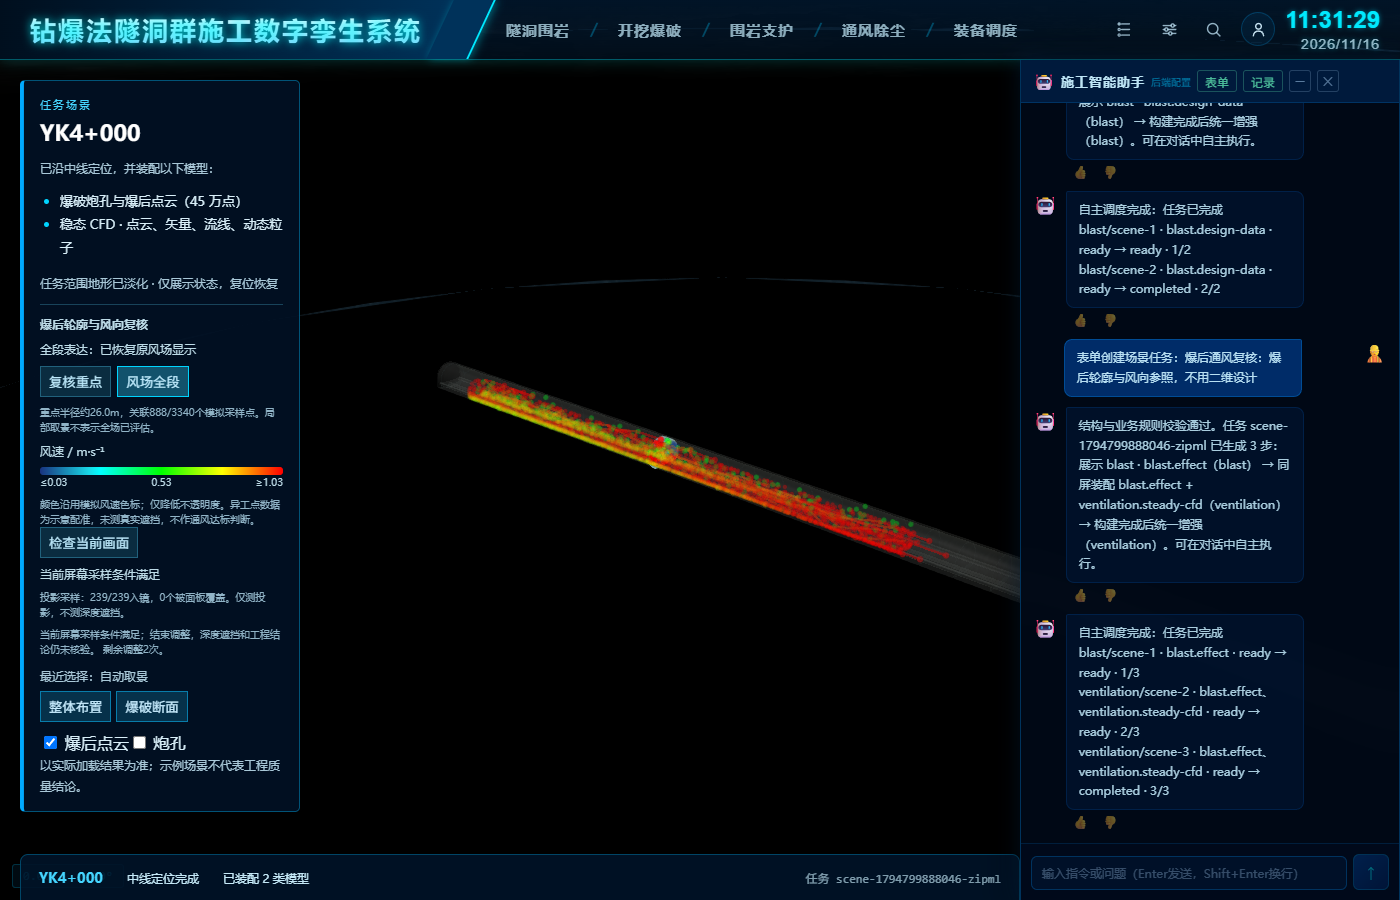 钻爆法隧洞群施工数字孪生系统
隧洞围岩 / 开挖爆破 / 围岩支护 / 通风除尘 / 装备调度
11:31:29
2026/11/16
任务场景
YK4+000
已沿中线定位，并装配以下模型：
爆破炮孔与爆后点云（45 万点）
稳态 CFD · 点云、矢量、流线、动态粒
子
任务范围地形已淡化 · 仅展示状态，复位恢复
爆后轮廓与风向复核
全段表达：已恢复原风场显示
复核重点 风场全段
重点半径约26.0m，关联888/3340个模拟采样点。局
部取景不表示全场已评估。
风速 / m·s⁻¹
≤0.03 0.53 ≥1.03
颜色沿用模拟风速色标；仅降低不透明度。异工点数据
为示意配准，未测真实遮挡，不作通风达标判断。
检查当前画面
当前屏幕采样条件满足
投影采样：239/239入镜，0个被面板覆盖。仅测投
影，不测深度遮挡。
当前屏幕采样条件满足；结束调整，深度遮挡和工程结
论仍未核验。 剩余调整2次。
最近选择：自动取景
整体布置 爆破断面
爆后点云 炮孔
以实际加载结果为准；示例场景不代表工程质
量结论。
YK4+000 中线定位完成 已装配 2 类模型 任务 scene-1794799888046-zipml
施工智能助手 后端配置 表单 记录
展示 blast · blast.design-data
（blast） → 构建完成后统一增强
（blast）。可在对话中自主执行。
自主调度完成：任务已完成
blast/scene-1 · blast.design-data ·
ready → ready · 1/2
blast/scene-2 · blast.design-data ·
ready → completed · 2/2
表单创建场景任务：爆后通风复核：爆
后轮廓与风向参照，不用二维设计
结构与业务规则校验通过。任务 scene-
1794799888046-zipml 已生成 3 步：
展示 blast · blast.effect（blast） → 同
屏装配 blast.effect +
ventilation.steady-cfd（ventilation）
→ 构建完成后统一增强
（ventilation）。可在对话中自主执
行。
自主调度完成：任务已完成
blast/scene-1 · blast.effect · ready →
ready · 1/3
ventilation/scene-2 · blast.effect、
ventilation.steady-cfd · ready →
ready · 2/3
ventilation/scene-3 · blast.effect、
ventilation.steady-cfd · ready →
completed · 3/3
输入指令或问题（Enter发送，Shift+Enter换行）